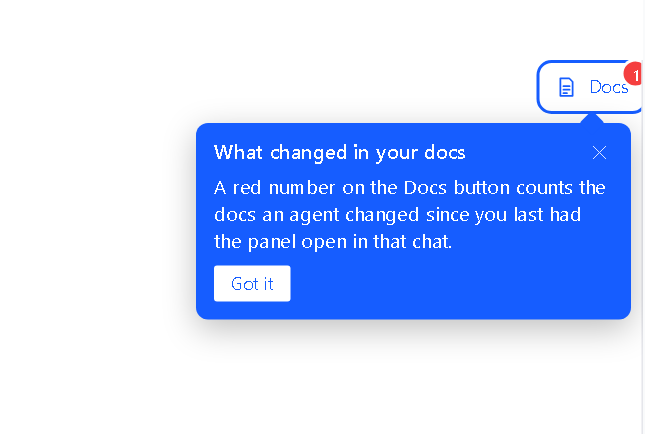 1
Docs
What changed in your docs
A red number on the Docs button counts the
docs an agent changed since you last had
the panel open in that chat.
Got it